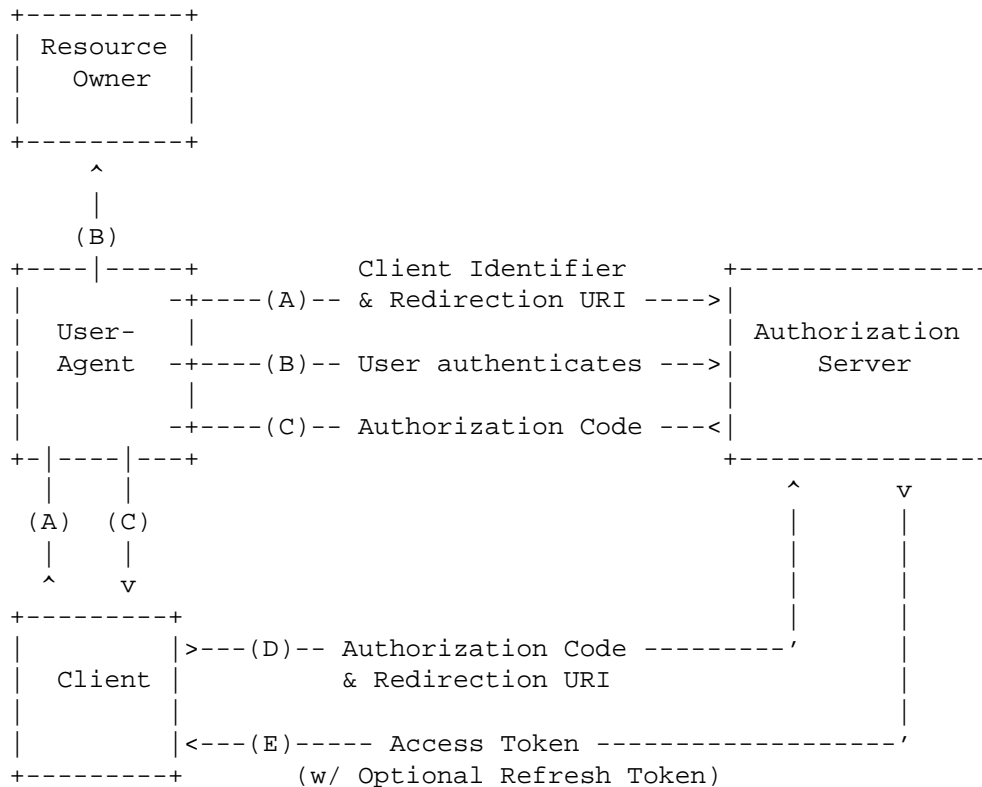 Resource
Owner
(B)
Client Identifier
(A)
& Redirection URI
User-
Agent
Authorization
Server
(B)
User authenticates
(C)
Authorization Code
(A) (C)
(D)
Authorization Code
Client
& Redirection URI
(E)
Access Token
(w/ Optional Refresh Token)